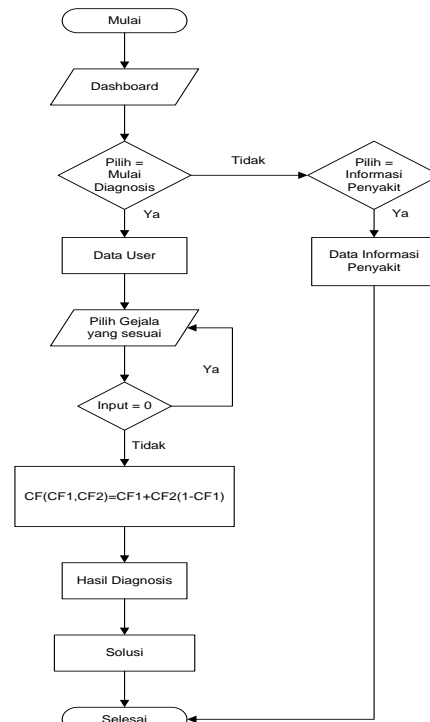 Mulai
Dashboard
Pilih =
Mulai
Diagnosis
Tidak
Pilih =
Informasi
Penyakit
Ya
Ya
Data User
Data Informasi
Penyakit
Pilih Gejala
yang sesuai
Ya
Input = 0
Tidak
CF(CF1,CF2)=CF1+CF2(1-CF1)
Hasil Diagnosis
Solusi
Selesai